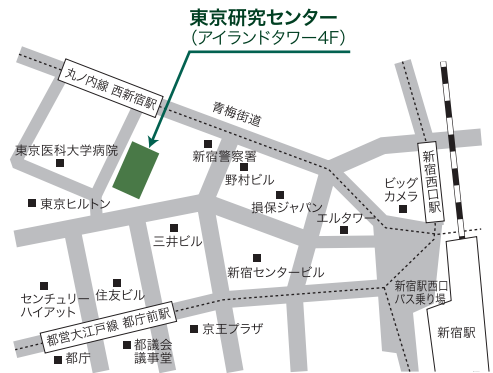 東京研究センター
（アイランドタワー4F）
丸ノ内線 西新宿駅
青梅街道
東京医科大学病院
新宿警察署
野村ビル
新宿西口駅
ビッグ
カメラ
東京ヒルトン
損保ジャパン
エルタワー
三井ビル
新宿センタービル
センチュリー
ハイアット
住友ビル
新宿駅西口
バス乗り場
都営大江戸線 都庁前駅
京王プラザ
新宿駅
都庁
都議会
議事堂